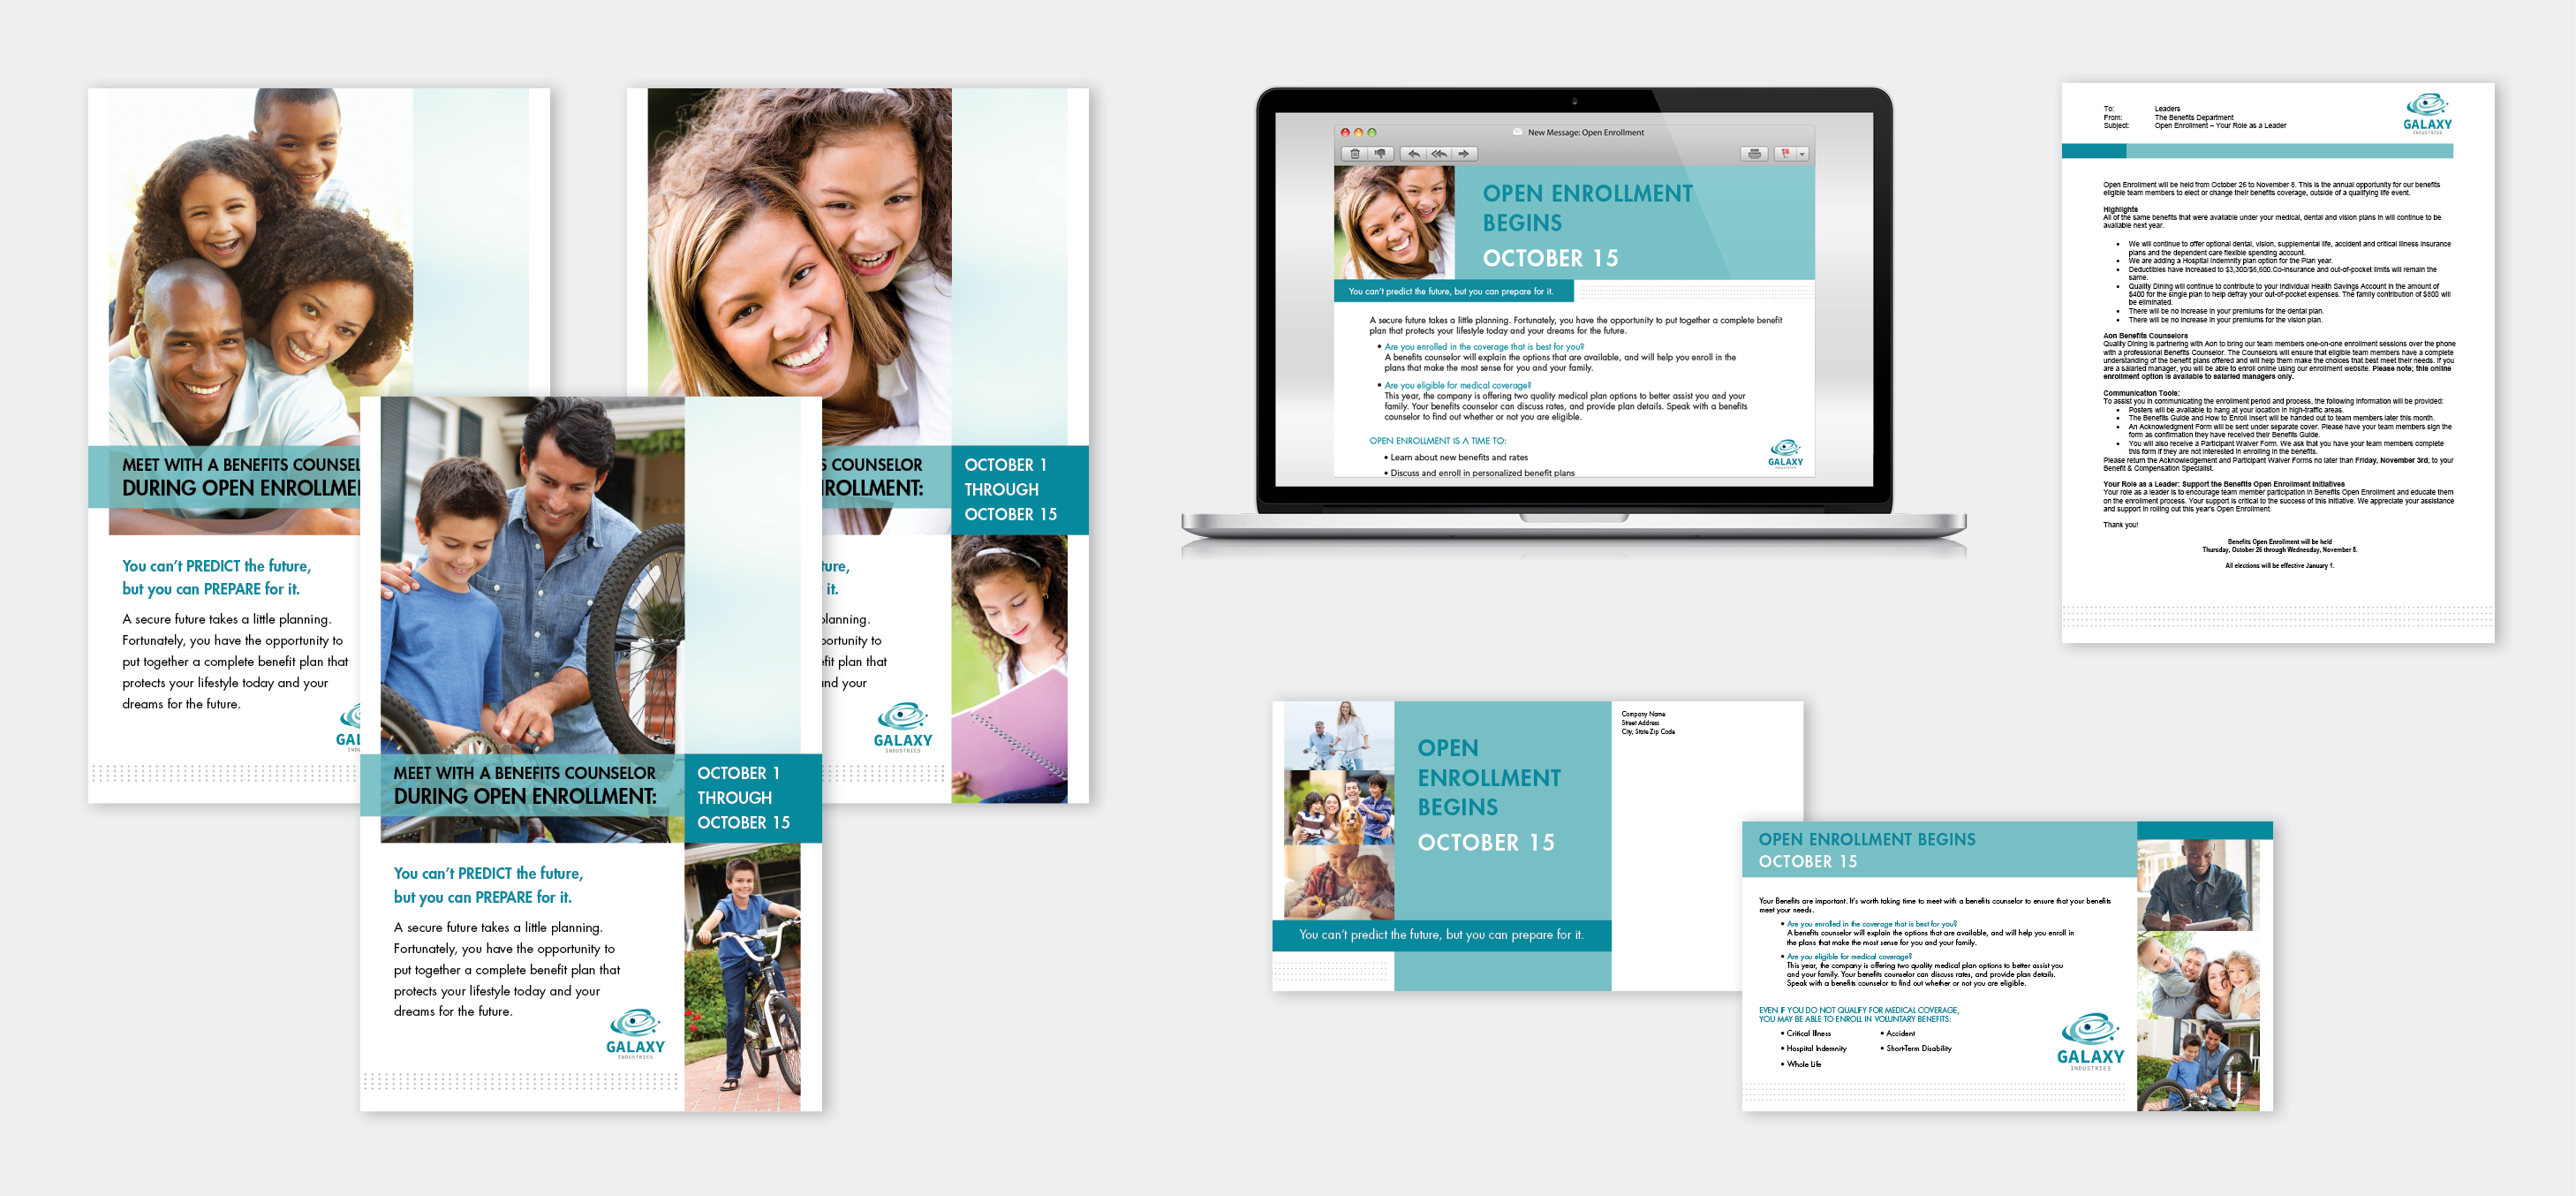 MEET WITH A BENEFITS COUNSEL
DURING OPEN ENROLLMEN
You can't PREDICT the future,
but you can PREPARE for it.
A secure future takes a little planning.
Fortunately, you have the opportunity to
put together a complete benefit plan that
protects your lifestyle today and your
dreams for the future.
GAL
S COUNSELOR
ROLLMENT:
OCTOBER 1
THROUGH
OCTOBER 15
ture,
it.
planning.
portunity to
efit plan that
and your
GALAXY
INDUSTRIES
MEET WITH A BENEFITS COUNSELOR
DURING OPEN ENROLLMENT:
OCTOBER 1
THROUGH
OCTOBER 15
You can't PREDICT the future,
but you can PREPARE for it.
A secure future takes a little planning.
Fortunately, you have the opportunity to
put together a complete benefit plan that
protects your lifestyle today and your
dreams for the future.
GALAXY
INDUSTRIES
New Message: Open Enrollment
OPEN ENROLLMENT
BEGINS
OCTOBER 15
You can't predict the future, but you can prepare for it.
A secure future takes a little planning. Fortunately, you have the opportunity to put together a complete benefit
plan that protects your lifestyle today and your dreams for the future.
• Are you enrolled in the coverage that is best for you?
A benefits counselor will explain the options that are available, and will help you enroll in the
plans that make the most sense for you and your family.
• Are you eligible for medical coverage?
This year, the company is offering two quality medical plan options to better assist you and your
family. Your benefits counselor can discuss rates, and provide plan details. Speak with a benefits
counselor to find out whether or not you are eligible.
OPEN ENROLLMENT IS A TIME TO:
• Learn about new benefits and rates
• Discuss and enroll in personalized benefit plans
GALAXY
To: Leaders
From: The Benefits Department
Subject: Open Enrollment – Your Role as a Leader
GALAXY
INDUSTRIES
Open Enrollment will be held from October 26 to November 8. This is the annual opportunity for our benefits
eligible team members to elect or change their benefits coverage, outside of a qualifying life event.
Highlights
All of the same benefits that were available under your medical, dental and vision plans in will continue to be
available next year.
• We will continue to offer optional dental, vision, supplemental life, accident and critical illness insurance
plans and the dependent care flexible spending account.
• We are adding a Hospital Indemnity plan option for the Plan year.
• Deductibles have increased to $3,300/$6,600.Co-insurance and out-of-pocket limits will remain the
same.
• Quality Dining will continue to contribute to your individual Health Savings Account in the amount of
$400 for the single plan to help defray your out-of-pocket expenses. The family contribution of $800 will
be eliminated.
• There will be no increase in your premiums for the dental plan.
• There will be no increase in your premiums for the vision plan.
Aon Benefits Counselors
Quality Dining is partnering with Aon to bring our team members one-on-one enrollment sessions over the phone
with a professional Benefits Counselor. The Counselors will ensure that eligible team members have a complete
understanding of the benefit plans offered and will help them make the choices that best meet their needs. If you
are a salaried manager, you will be able to enroll online using our enrollment website. Please note; this online
enrollment option is available to salaried managers only.
Communication Tools:
To assist you in communicating the enrollment period and process, the following information will be provided:
• Posters will be available to hang at your location in high-traffic areas.
• The Benefits Guide and How to Enroll Insert will be handed out to team members later this month.
• An Acknowledgment Form will be sent under separate cover. Please have your team members sign the
form as confirmation they have received their Benefits Guide.
• You will also receive a Participant Waiver Form. We ask that you have your team members complete
this form if they are not interested in enrolling in the benefits.
Please return the Acknowledgement and Participant Waiver Forms no later than Friday, November 3rd, to your
Benefit & Compensation Specialist.
Your Role as a Leader: Support the Benefits Open Enrollment Initiatives
Your role as a leader is to encourage team member participation in Benefits Open Enrollment and educate them
on the enrollment process. Your support is critical to the success of this initiative. We appreciate your assistance
and support in rolling out this year's Open Enrollment.
Thank you!
Benefits Open Enrollment will be held
Thursday, October 26 through Wednesday, November 8.
All elections will be effective January 1.
OPEN
ENROLLMENT
BEGINS
OCTOBER 15
You can't predict the future, but you can prepare for it.
Company Name
Street Address
City, State Zip Code
OPEN ENROLLMENT BEGINS
OCTOBER 15
Your Benefits are important. It's worth taking time to meet with a benefits counselor to ensure that your benefits
meet your needs.
• Are you enrolled in the coverage that is best for you?
A benefits counselor will explain the options that are available, and will help you enroll in
the plans that make the most sense for you and your family.
• Are you eligible for medical coverage?
This year, the company is offering two quality medical plan options to better assist you
and your family. Your benefits counselor can discuss rates, and provide plan details.
Speak with a benefits counselor to find out whether or not you are eligible.
EVEN IF YOU DO NOT QUALIFY FOR MEDICAL COVERAGE,
YOU MAY BE ABLE TO ENROLL IN VOLUNTARY BENEFITS:
• Critical Illness • Accident
• Hospital Indemnity • Short-Term Disability
• Whole Life
GALAXY
INDUSTRIES